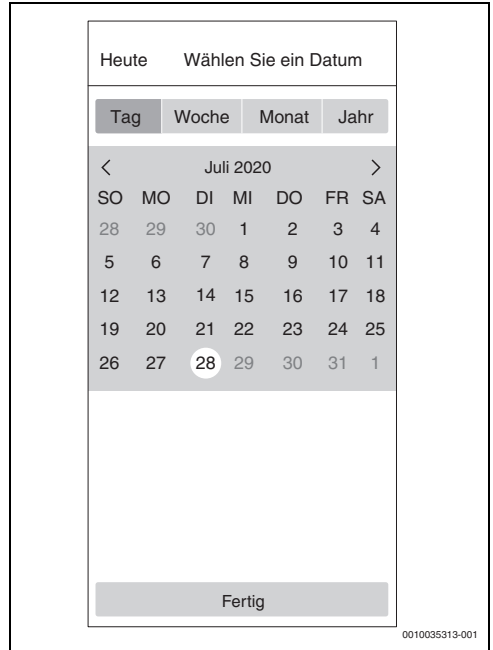 Heute Wählen Sie ein Datum
Tag Woche Monat Jahr
< Juli 2020 >
SO MO DI MI DO FR SA
28 29 30 1 2 3 4
5 6 7 8 9 10 11
12 13 14 15 16 17 18
19 20 21 22 23 24 25
26 27 28 29 30 31 1
Fertig
0010035313-001